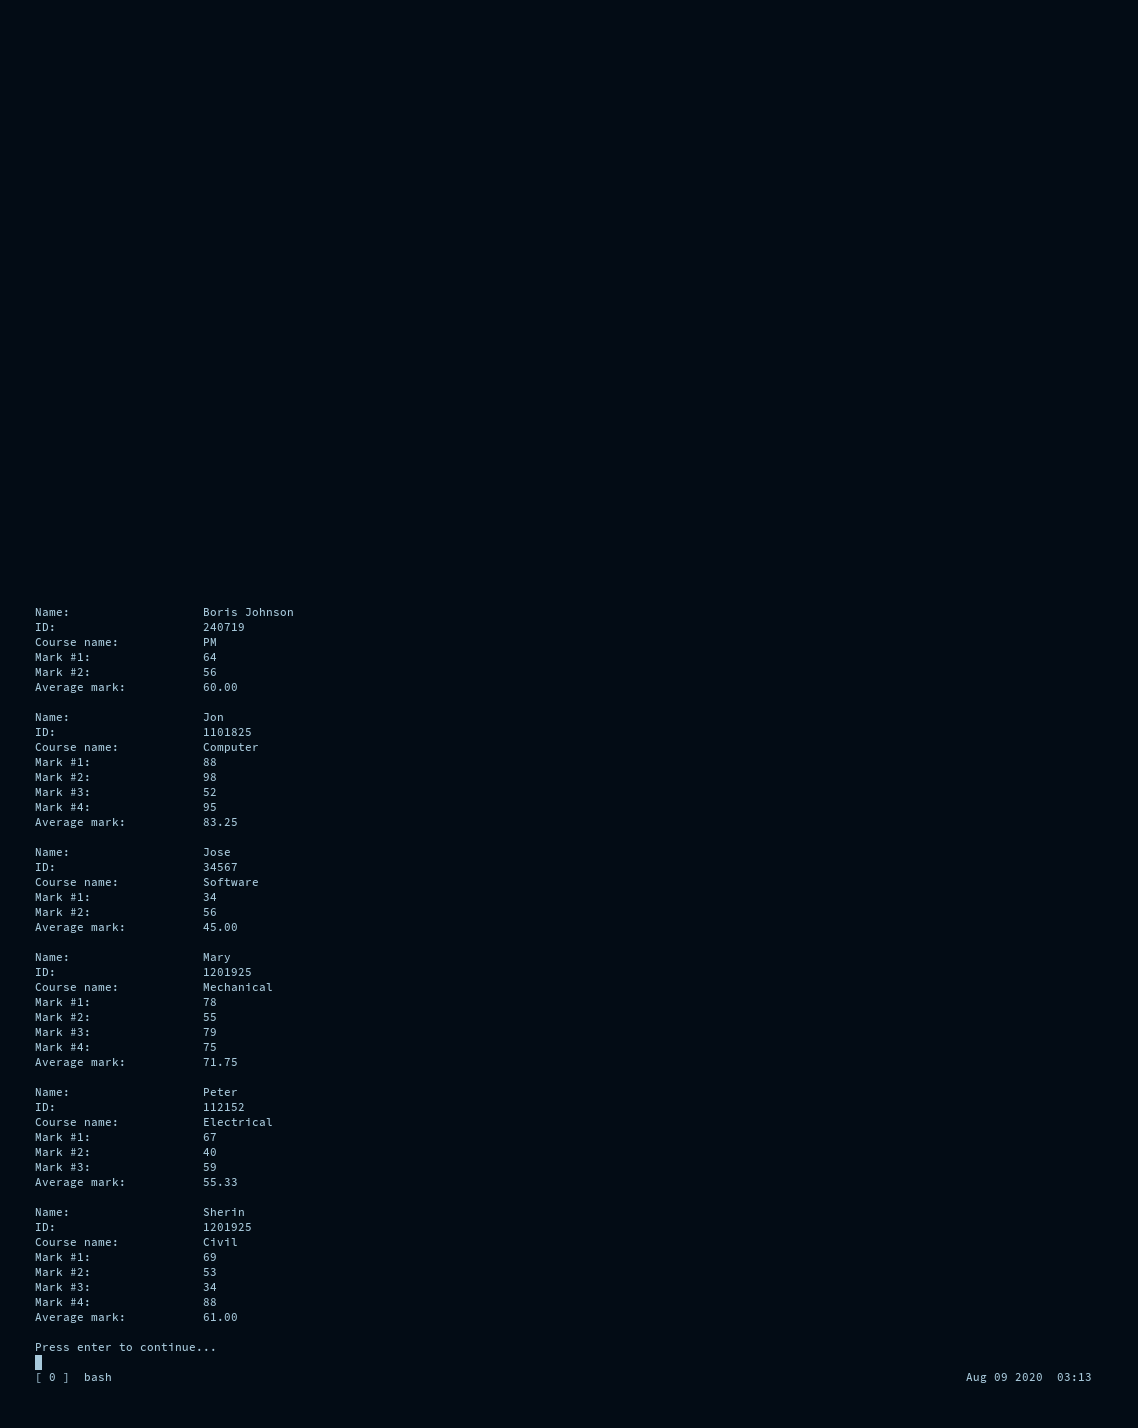 Name: Boris Johnson
ID: 240719
Course name: PM
Mark #1: 64
Mark #2: 56
Average mark: 60.00
Name: Jon
ID: 1101825
Course name: Computer
Mark #1: 88
Mark #2: 98
Mark #3: 52
Mark #4: 95
Average mark: 83.25
Name: Jose
ID: 34567
Course name: Software
Mark #1: 34
Mark #2: 56
Average mark: 45.00
Name: Mary
ID: 1201925
Course name: Mechanical
Mark #1: 78
Mark #2: 55
Mark #3: 79
Mark #4: 75
Average mark: 71.75
Name: Peter
ID: 112152
Course name: Electrical
Mark #1: 67
Mark #2: 40
Mark #3: 59
Average mark: 55.33
Name: Sherin
ID: 1201925
Course name: Civil
Mark #1: 69
Mark #2: 53
Mark #3: 34
Mark #4: 88
Average mark: 61.00
Press enter to continue...
[ 0 ] bash Aug 09 2020 03:13